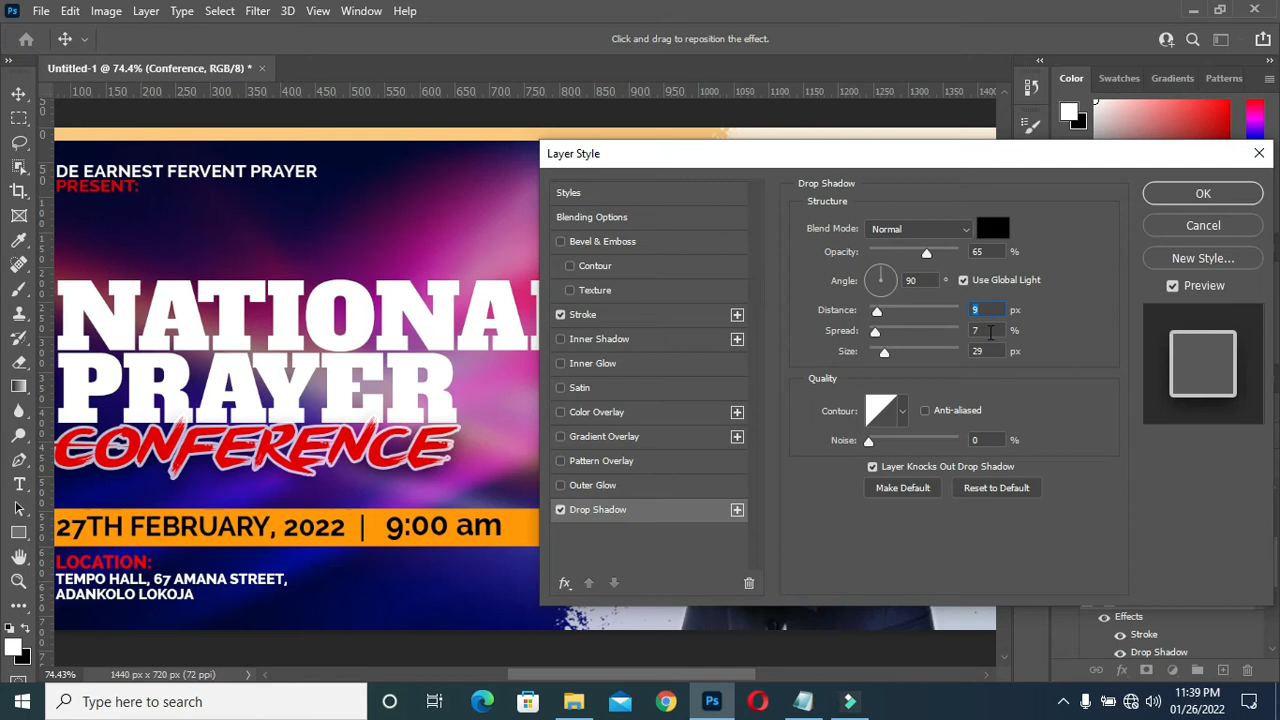 Ps File Edit Image Layer Type Select Filter 3D View Window Help
Click and drag to reposition the effect.
Untitled-1 @ 74.4% (Conference, RGB/8) *
100 150 200 250 300 350 400 450 500 550 600 650 700 750 800 850 900 950 1000 1050 1100 1150 1200 1250 1300 1350 1400
Color Swatches Gradients Patterns
DE EARNEST FERVENT PRAYER
PRESENT:
NATIONA
PRAYER
CONFERENCE
27TH FEBRUARY, 2022 | 9:00 am
LOCATION:
TEMPO HALL, 67 AMANA STREET,
ADANKOLO LOKOJA
Layer Style
Styles
Blending Options
Bevel & Emboss
Contour
Texture
Stroke
Inner Shadow
Inner Glow
Satin
Color Overlay
Gradient Overlay
Pattern Overlay
Outer Glow
Drop Shadow
fx
Drop Shadow
Structure
Blend Mode: Normal
Opacity: 65 %
Angle: 90 ° Use Global Light
Distance: 9 px
Spread: 7 %
Size: 29 px
Quality
Contour: Anti-aliased
Noise: 0 %
Layer Knocks Out Drop Shadow
Make Default Reset to Default
OK
Cancel
New Style...
Preview
Effects
Stroke
Drop Shadow
fx
74.43% 1440 px x 720 px (72 ppi)
Type here to search
Ps
11:39 PM
01/26/2022